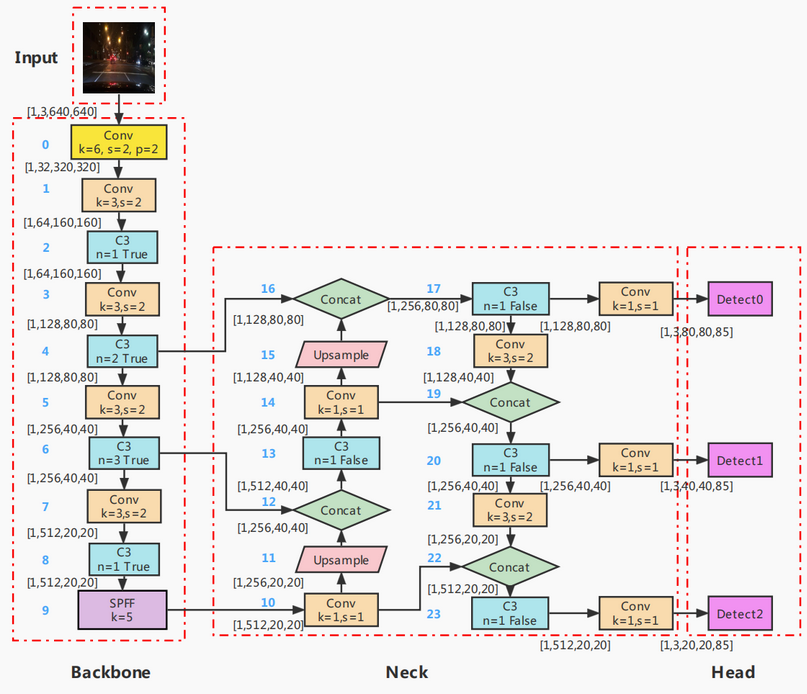 Input
[1,3,640,640]
0
Conv
k=6, s=2, p=2
[1,32,320,320]
1
Conv
k=3,s=2
[1,64,160,160]
2
C3
n=1 True
[1,64,160,160]
3
Conv
k=3,s=2
[1,128,80,80]
4
C3
n=2 True
[1,128,80,80]
5
Conv
k=3,s=2
[1,256,40,40]
6
C3
n=3 True
[1,256,40,40]
7
Conv
k=3,s=2
[1,512,20,20]
8
C3
n=1 True
[1,512,20,20]
9
SPFF
k=5
Backbone
16
Concat
[1,128,80,80]
15
Upsample
[1,128,40,40]
14
Conv
k=1,s=1
[1,256,40,40]
13
C3
n=1 False
[1,512,40,40]
12
Concat
[1,256,40,40]
11
Upsample
[1,256,20,20]
10
Conv
k=1,s=1
[1,512,20,20]
17
[1,256,80,80]
C3
n=1 False
[1,128,80,80]
Conv
k=1,s=1
[1,128,80,80]
18
Conv
k=3,s=2
[1,128,40,40]
19
Concat
[1,256,40,40]
20
C3
n=1 False
[1,256,40,40]
Conv
k=1,s=1
[1,256,40,40]
21
Conv
k=3,s=2
[1,256,20,20]
22
Concat
[1,512,20,20]
23
C3
n=1 False
Conv
k=1,s=1
[1,512,20,20]
Neck
Detect0
[1,3,80,80,85]
Detect1
[1,3,40,40,85]
Detect2
[1,3,20,20,85]
Head